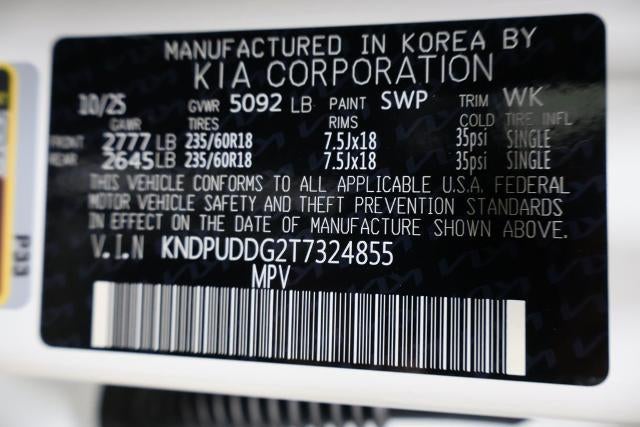 MANUFACTURED IN KOREA BY
KIA CORPORATION
10/25 GVWR 5092 LB PAINT SWP TRIM WK
GAWR TIRES RIMS COLD TIRE INFL
FRONT 2777 LB 235/60R18 7.5Jx18 35psi SINGLE
REAR 2645 LB 235/60R18 7.5Jx18 35psi SINGLE
THIS VEHICLE CONFORMS TO ALL APPLICABLE U.S.A. FEDERAL
MOTOR VEHICLE SAFETY AND THEFT PREVENTION STANDARDS
IN EFFECT ON THE DATE OF MANUFACTURE SHOWN ABOVE.
V.I.N KNDPUDDG2T7324855
MPV
P33